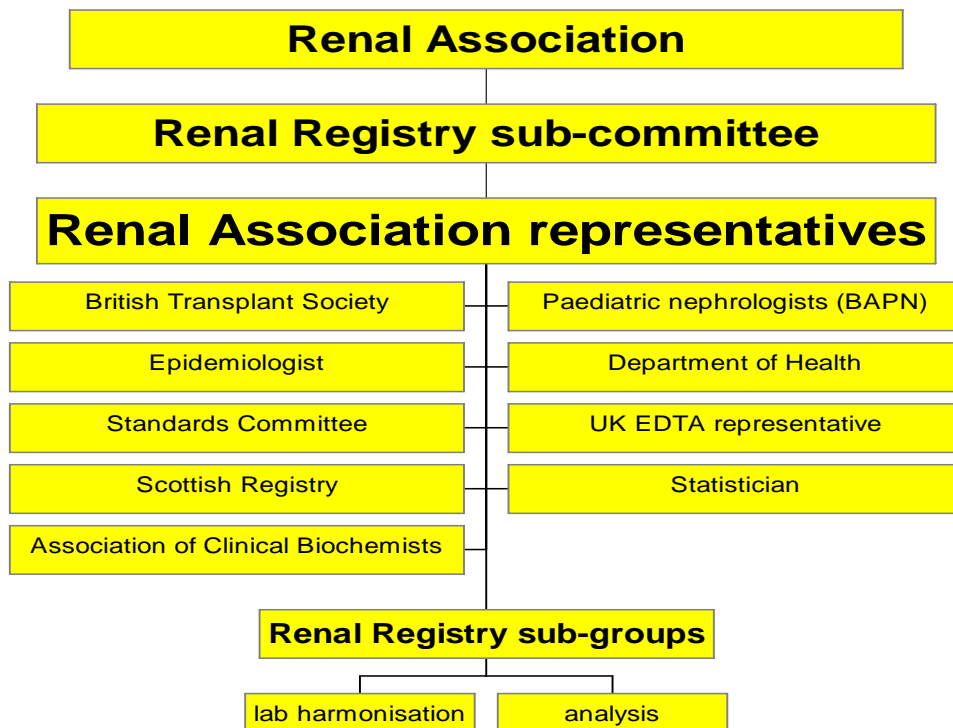 Renal Association
Renal Registry sub-committee
Renal Association representatives
British Transplant Society
Paediatric nephrologists (BAPN)
Epidemiologist
Department of Health
Standards Committee
UK EDTA representative
Scottish Registry
Statistician
Association of Clinical Biochemists
Renal Registry sub-groups
lab harmonisation
analysis